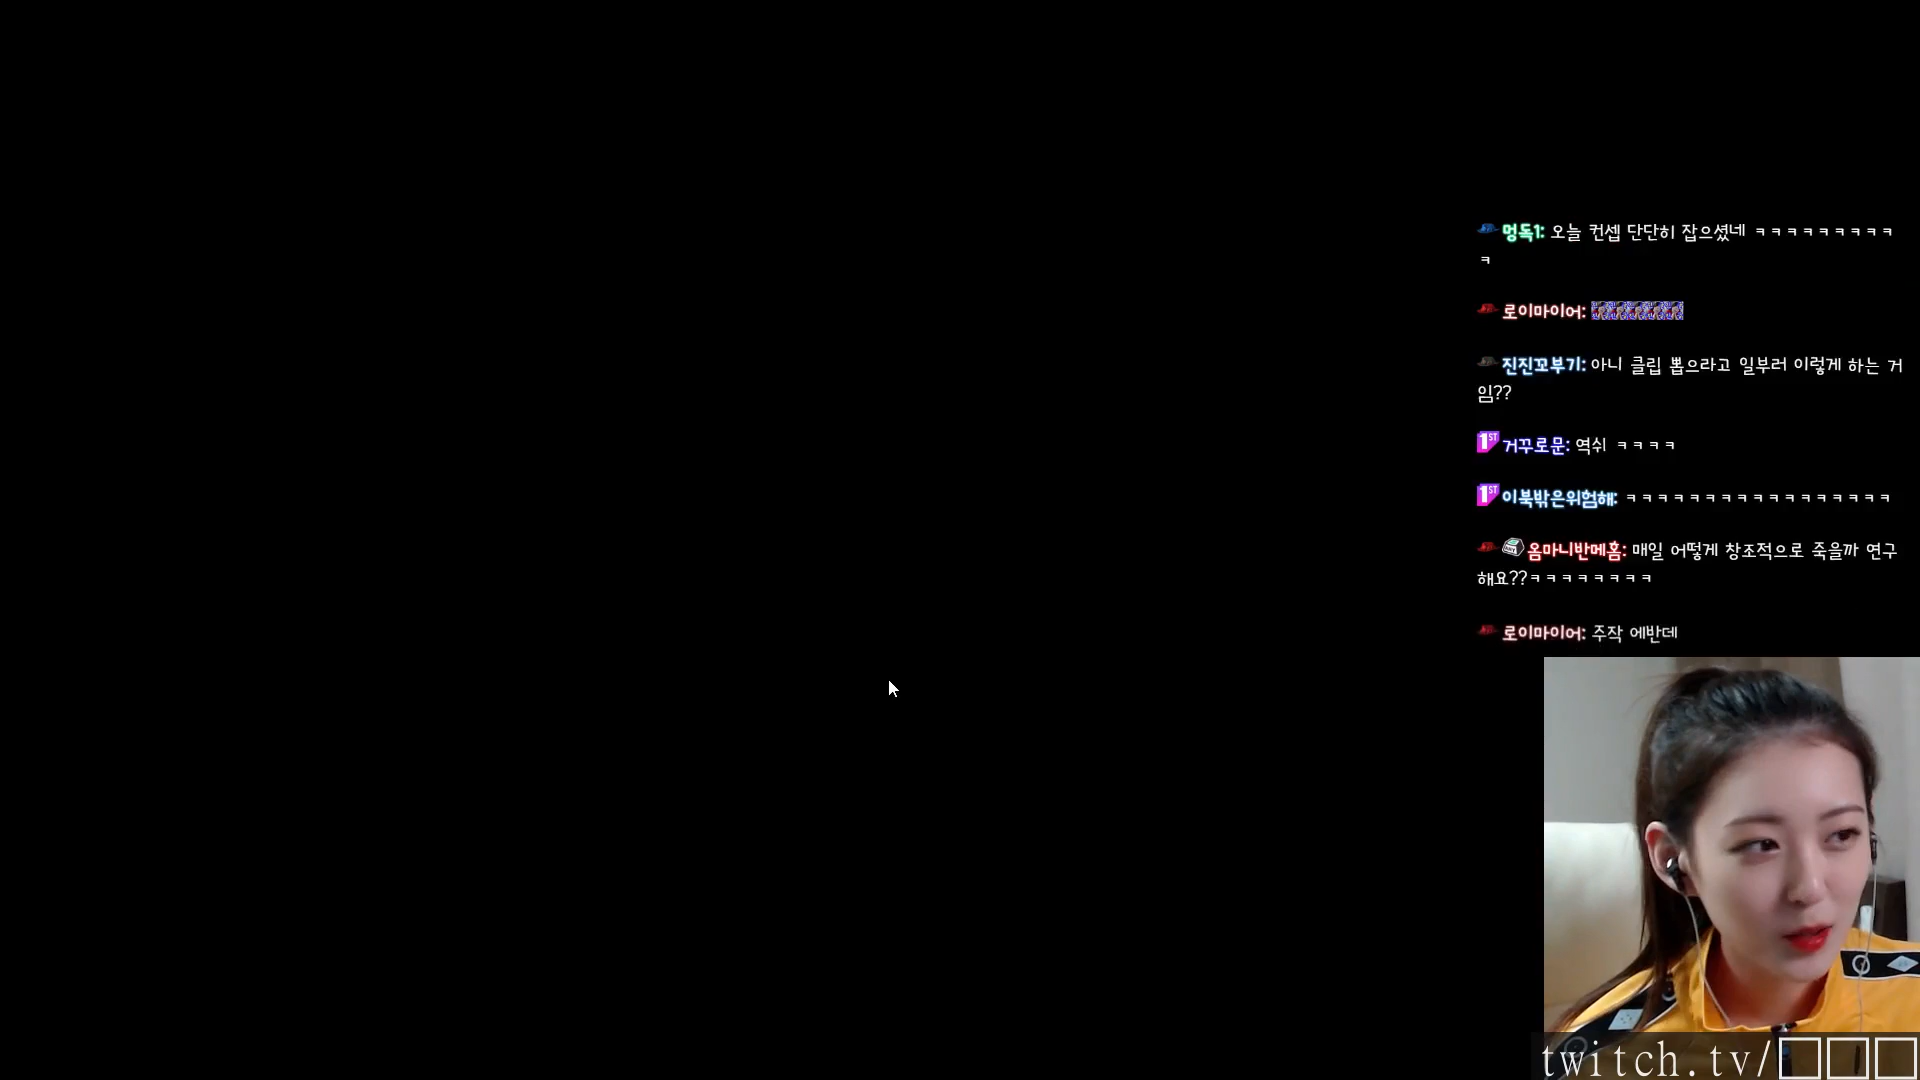 멍독1: 오늘 컨셉 단단히 잡으셨네 ㅋㅋㅋㅋㅋㅋㅋㅋㅋ
ㅋ
로이마이어:
진진꼬부기: 아니 클립 뽑으라고 일부러 이렇게 하는 거
임??
1ST 거꾸로문: 역쉬 ㅋㅋㅋㅋ
1ST 이북밖은위험해: ㅋㅋㅋㅋㅋㅋㅋㅋㅋㅋㅋㅋㅋㅋㅋㅋㅋ
옴마니반메홈: 매일 어떻게 창조적으로 죽을까 연구
해요??ㅋㅋㅋㅋㅋㅋㅋㅋ
로이마이어: 주작 에반데
twitch.tv/□□□